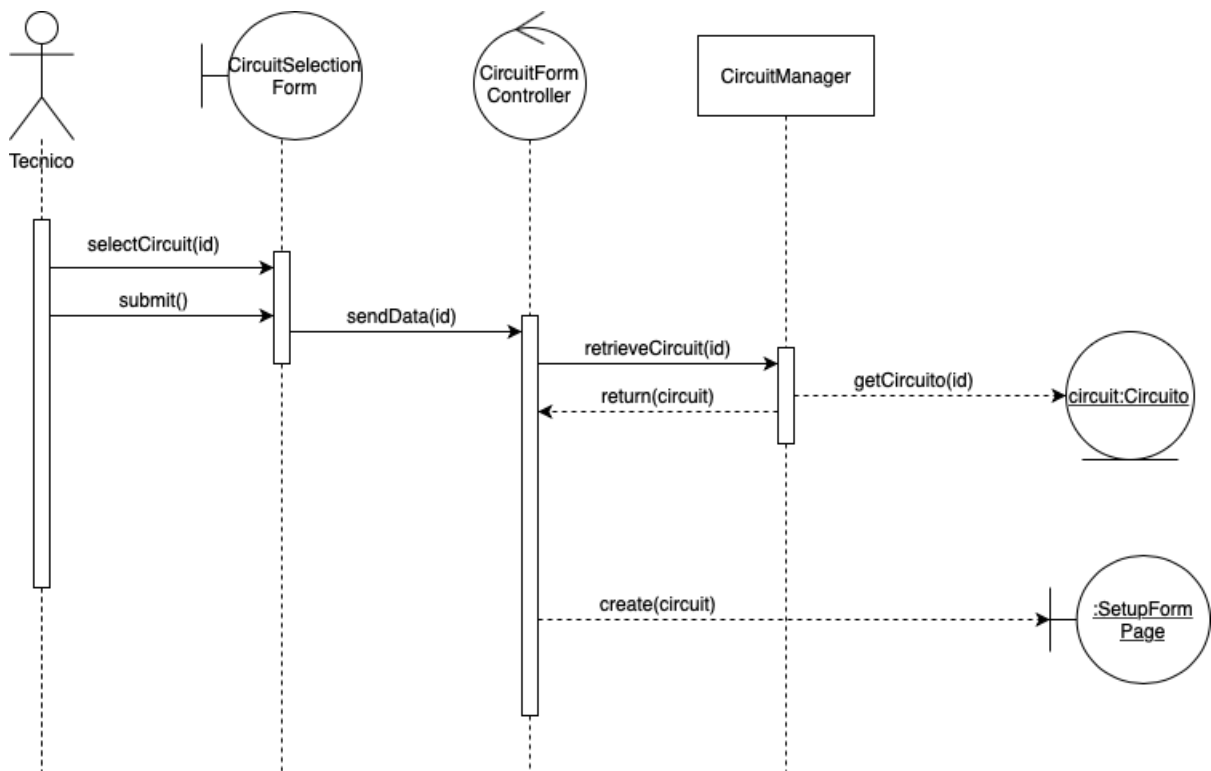 CircuitSelection
Form
CircuitForm
Controller
CircuitManager
Tecnico
selectCircuit(id)
submit()
sendData(id)
retrieveCircuit(id)
getCircuito(id)
return(circuit)
circuit:Circuito
create(circuit)
:SetupForm
Page